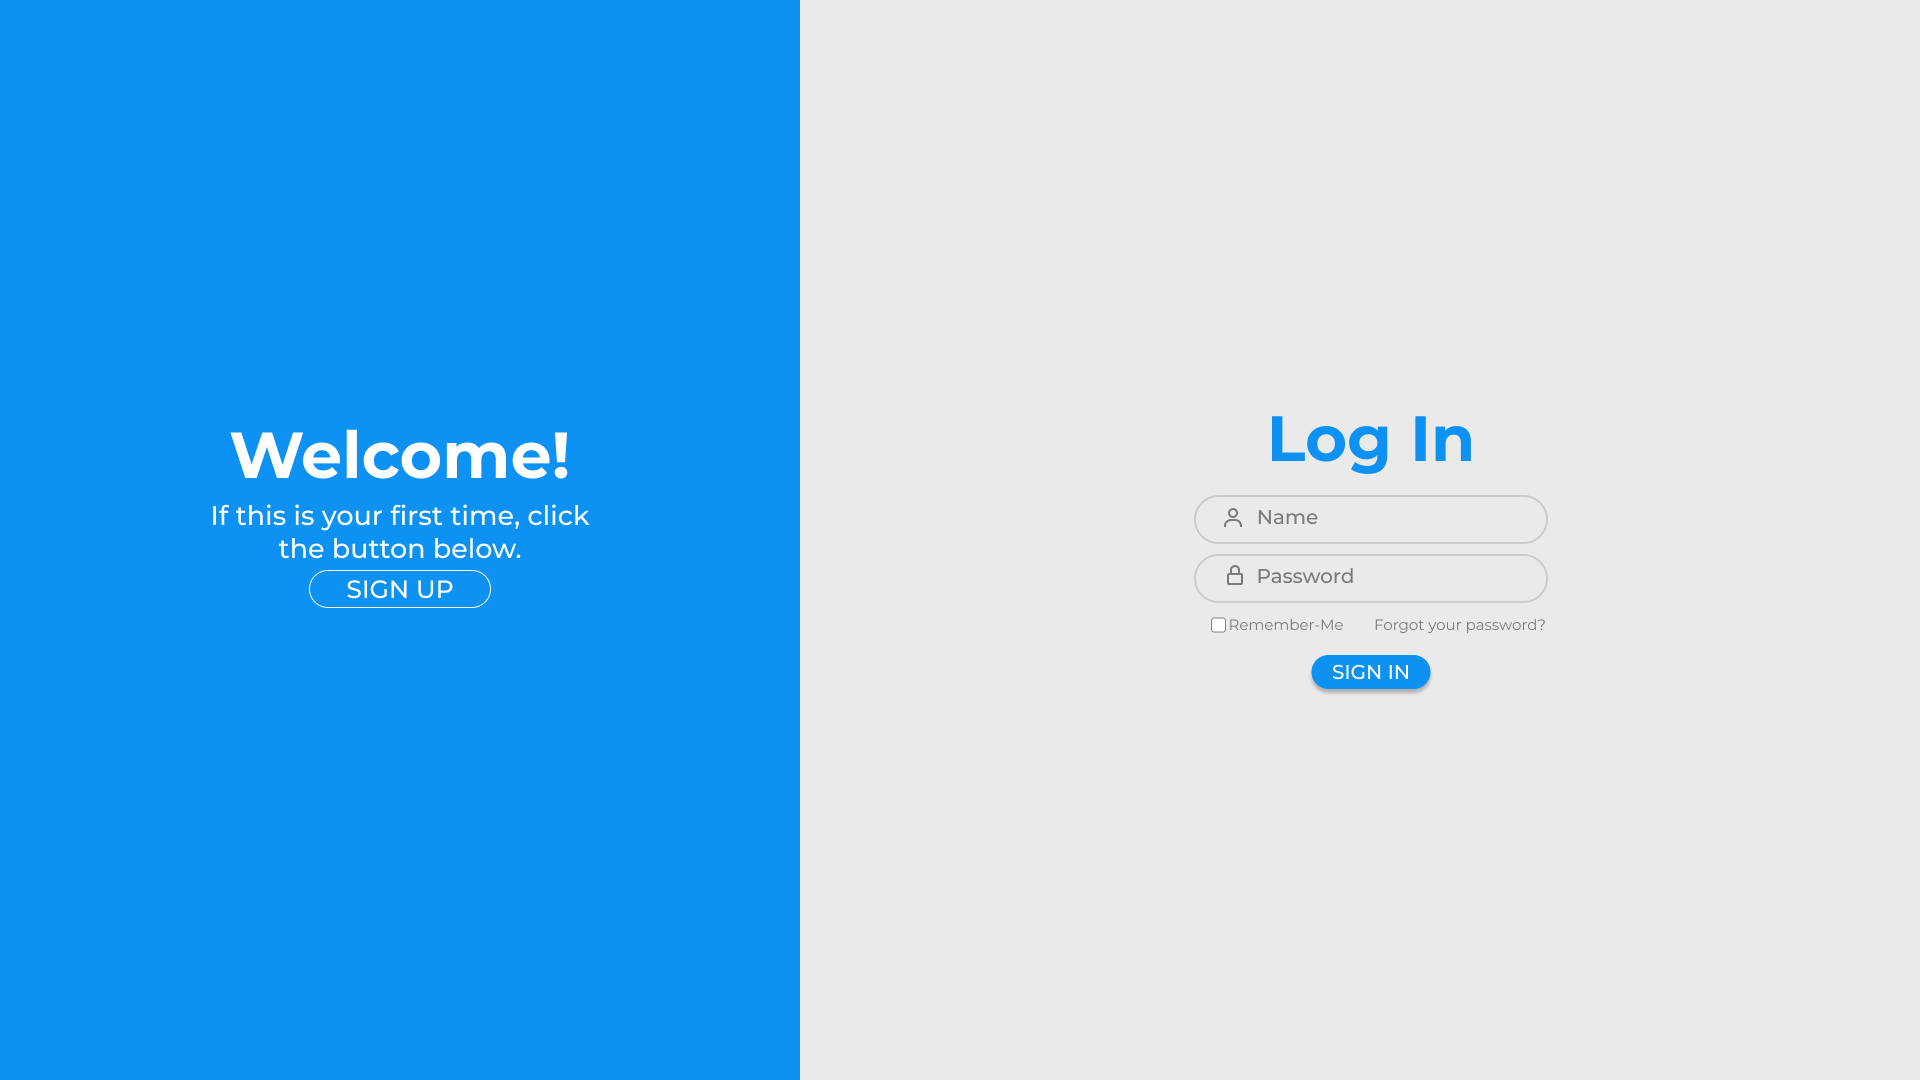 Welcome!
If this is your first time, click
the button below.
SIGN UP
Log In
Name
Password
Remember-Me Forgot your password?
SIGN IN